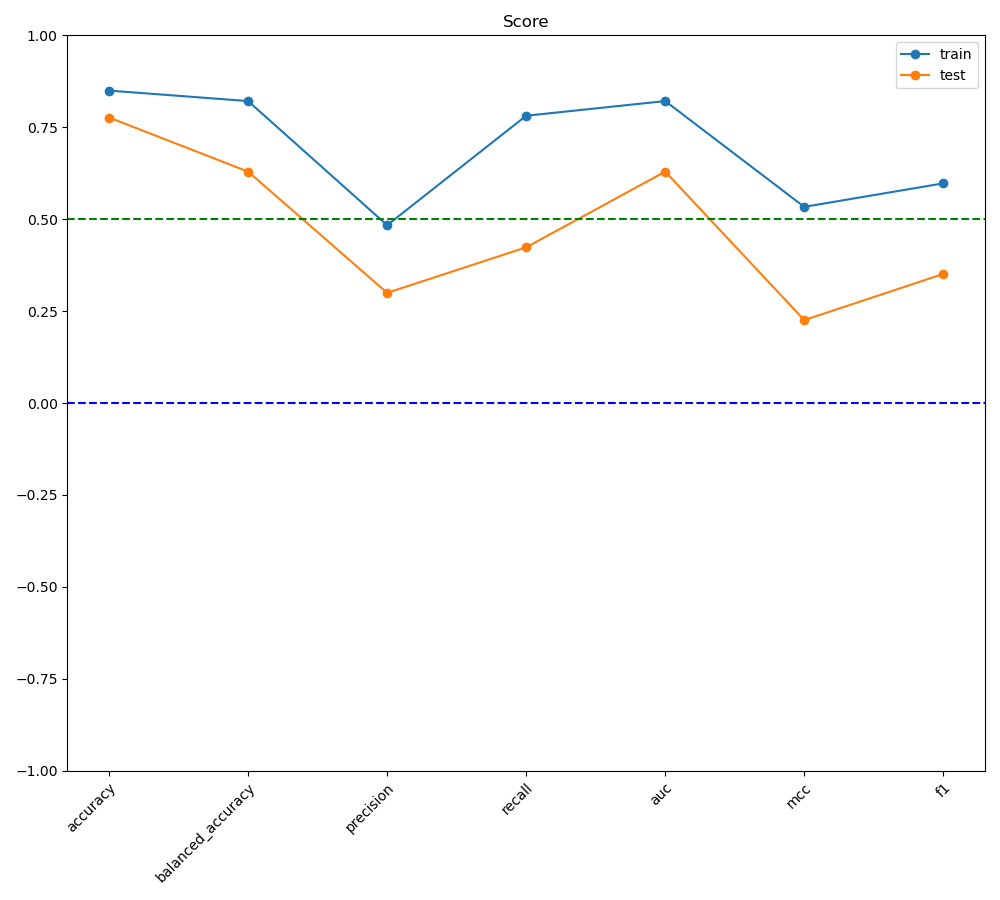 Score
1.00
0.75
0.50
0.25
0.00
−0.25
−0.50
−0.75
−1.00
train
test
accuracy
balanced_accuracy
precision
recall
auc
mcc
f1